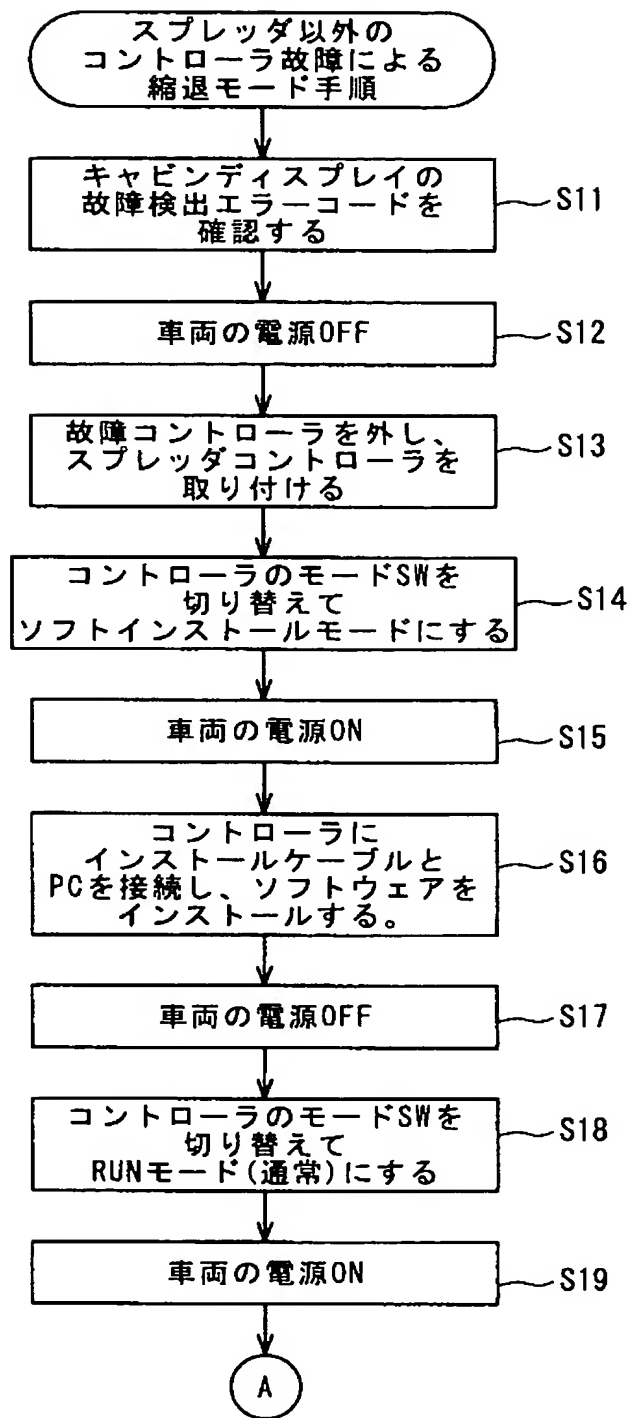 スプレッダ以外の
コントローラ故障による
縮退モード手順
キャビンディスプレイの
故障検出エラーコードを
確認する
S11
車両の電源OFF
S12
故障コントローラを外し、
スプレッダコントローラを
取り付ける
S13
コントローラのモードSWを
切り替えて
ソフトインストールモードにする
S14
車両の電源ON
S15
コントローラに
インストールケーブルと
PCを接続し、ソフトウェアを
インストールする。
S16
車両の電源OFF
S17
コントローラのモードSWを
切り替えて
RUNモード(通常)にする
S18
車両の電源ON
S19
A